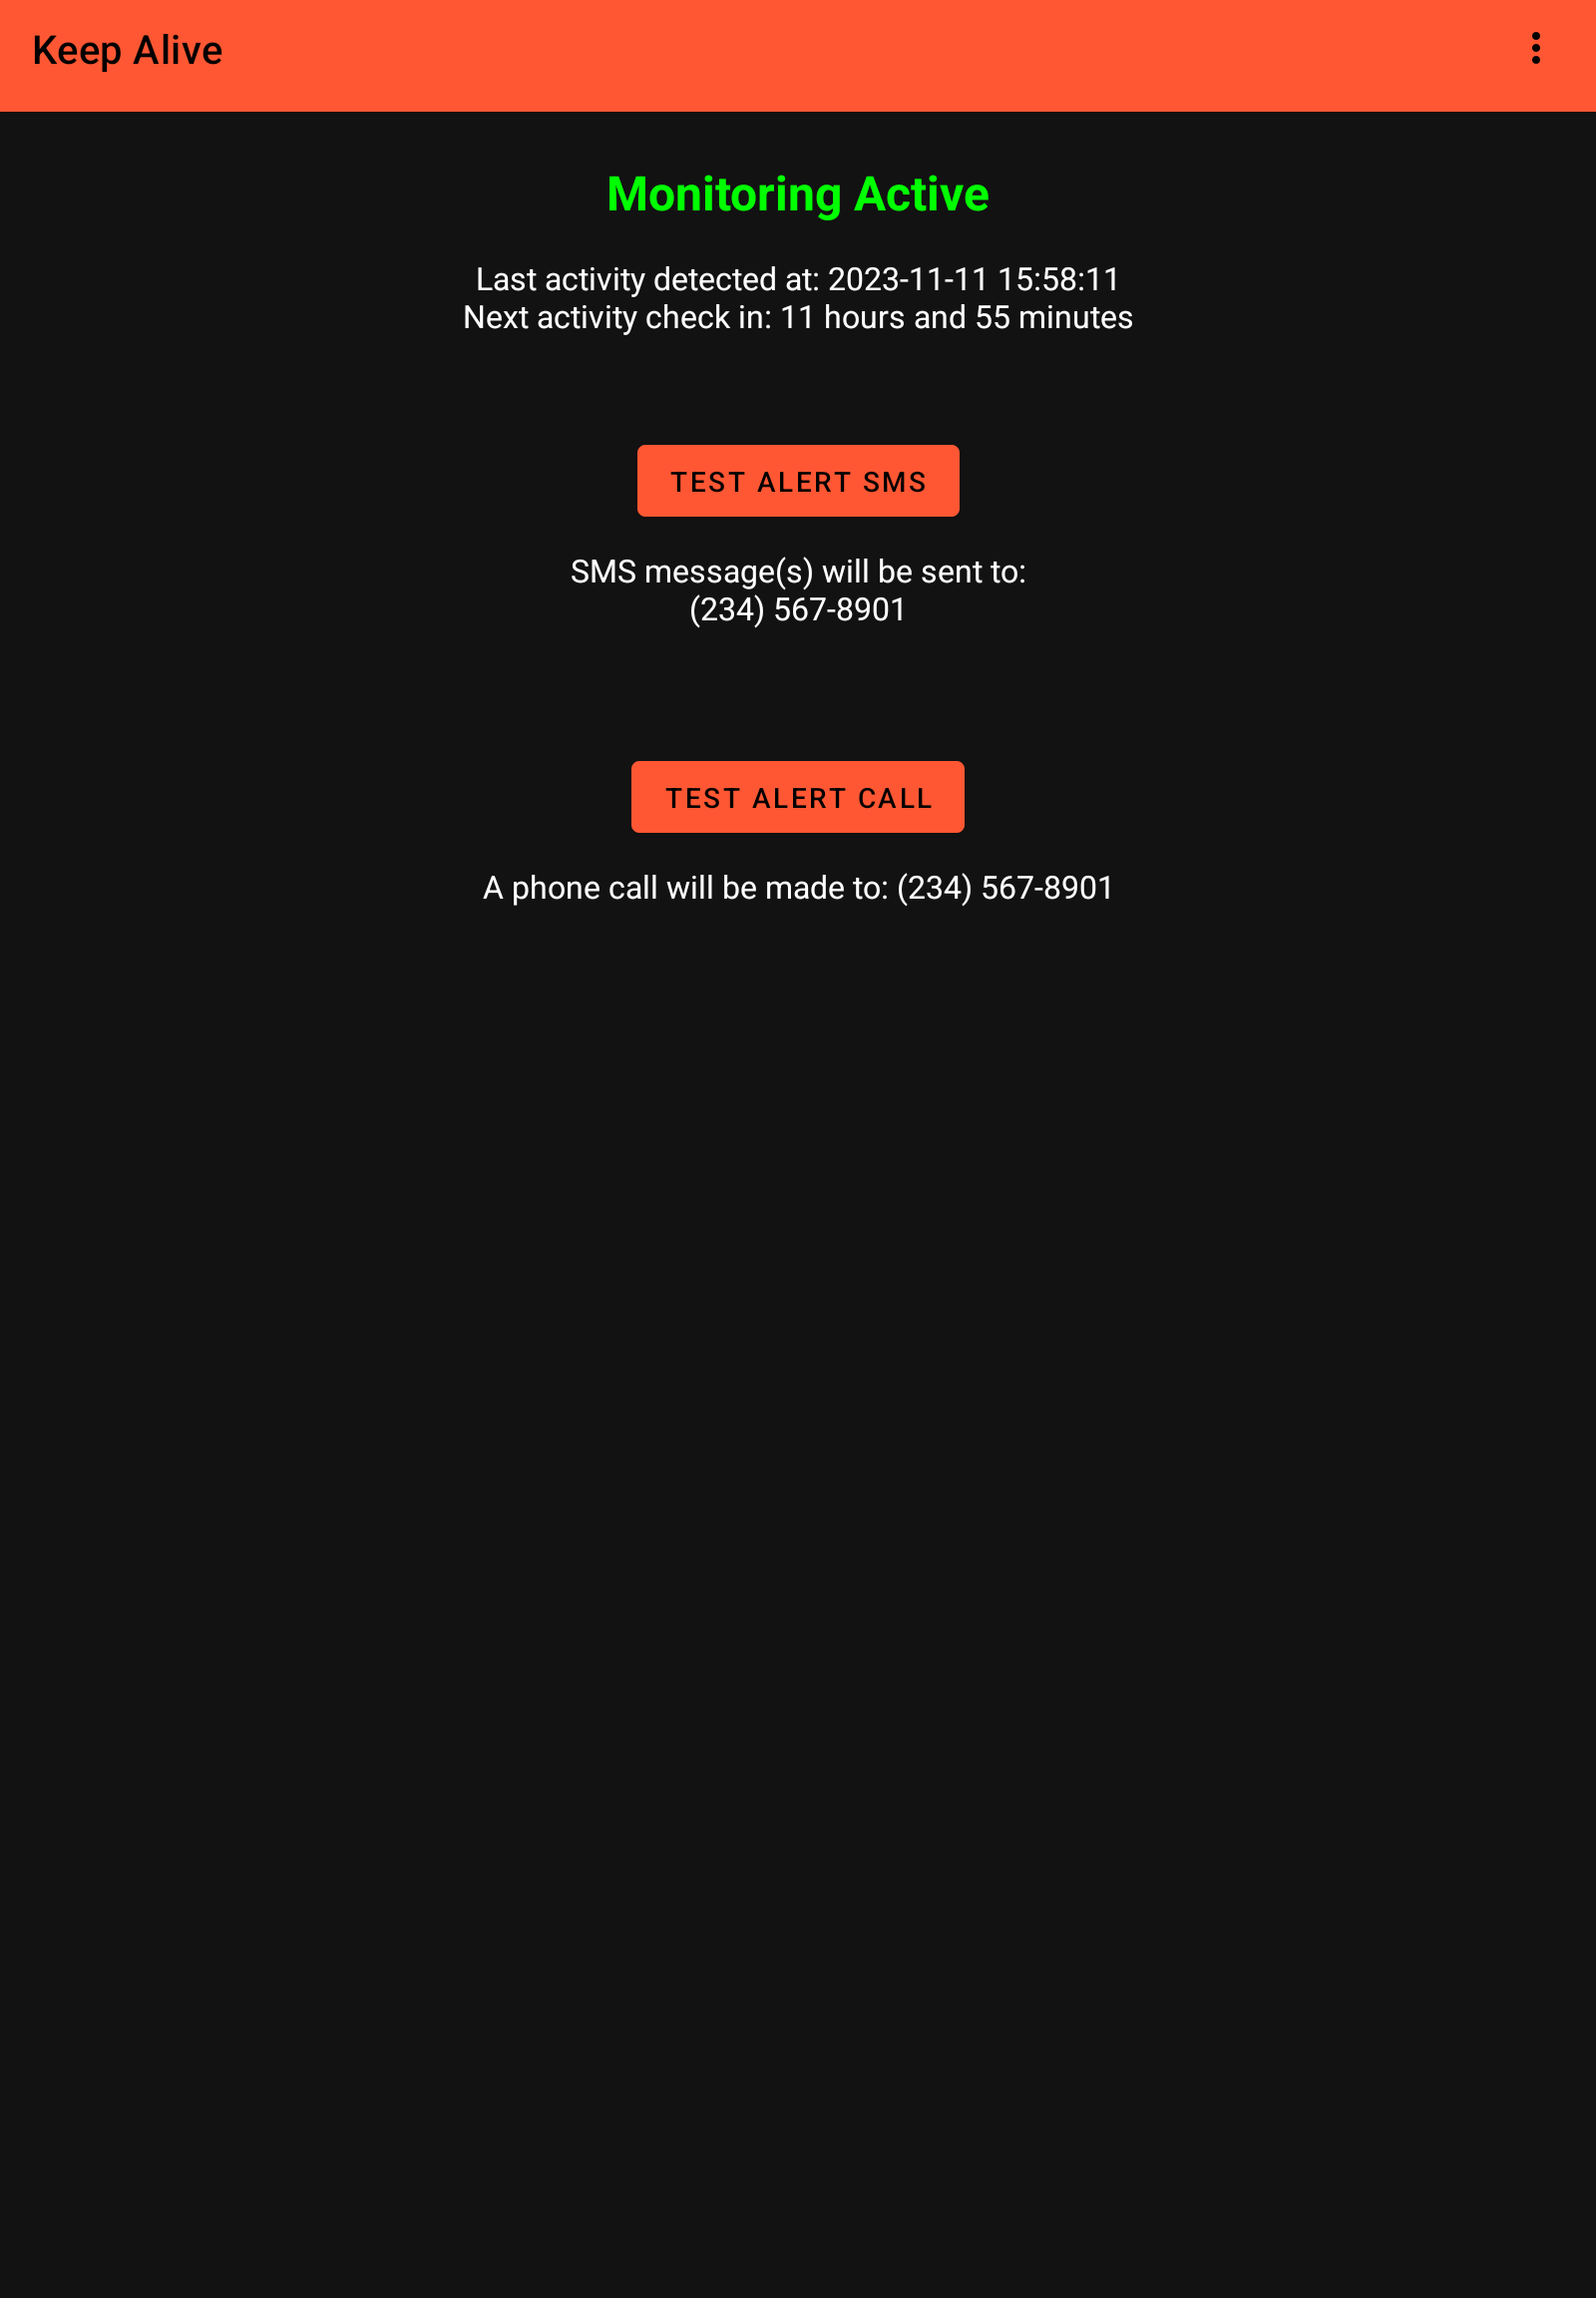 Keep Alive
Monitoring Active
Last activity detected at: 2023-11-11 15:58:11
Next activity check in: 11 hours and 55 minutes
TEST ALERT SMS
SMS message(s) will be sent to:
(234) 567-8901
TEST ALERT CALL
A phone call will be made to: (234) 567-8901